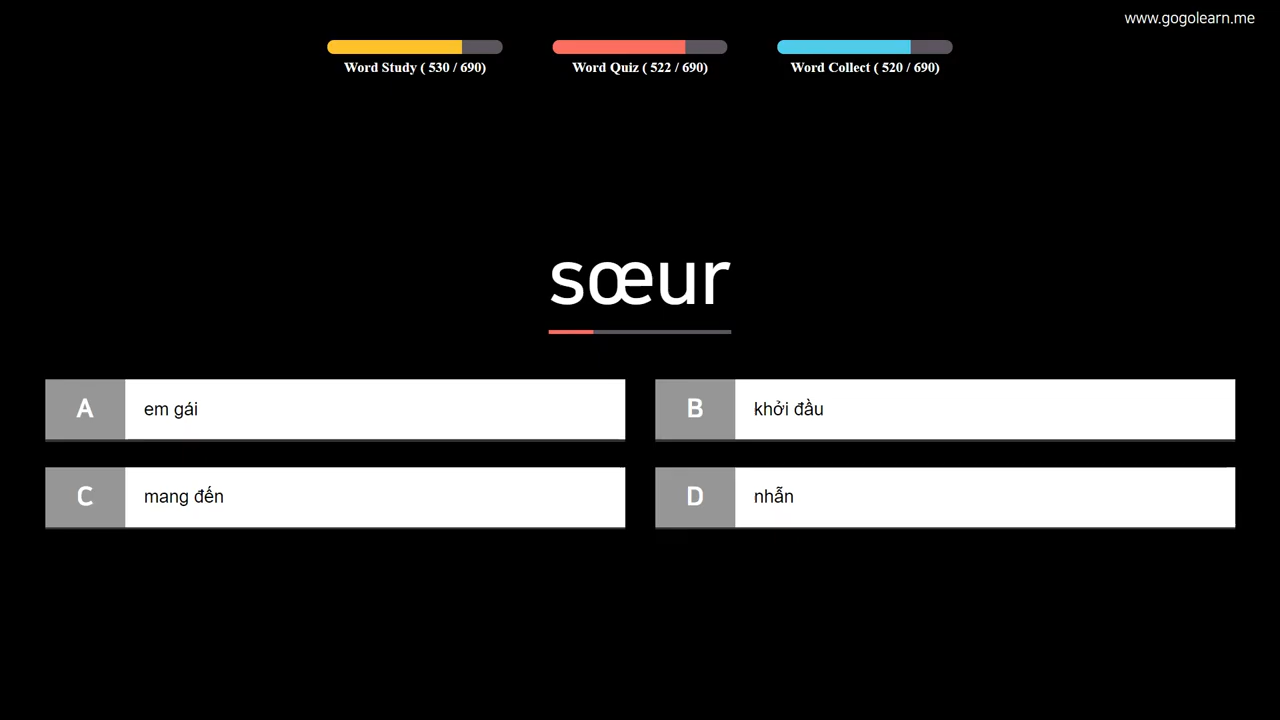 www.gogolearn.me
Word Study ( 530 / 690)
Word Quiz ( 522 / 690)
Word Collect ( 520 / 690)
sœur
A em gái
B khởi đầu
C mang đến
D nhẫn